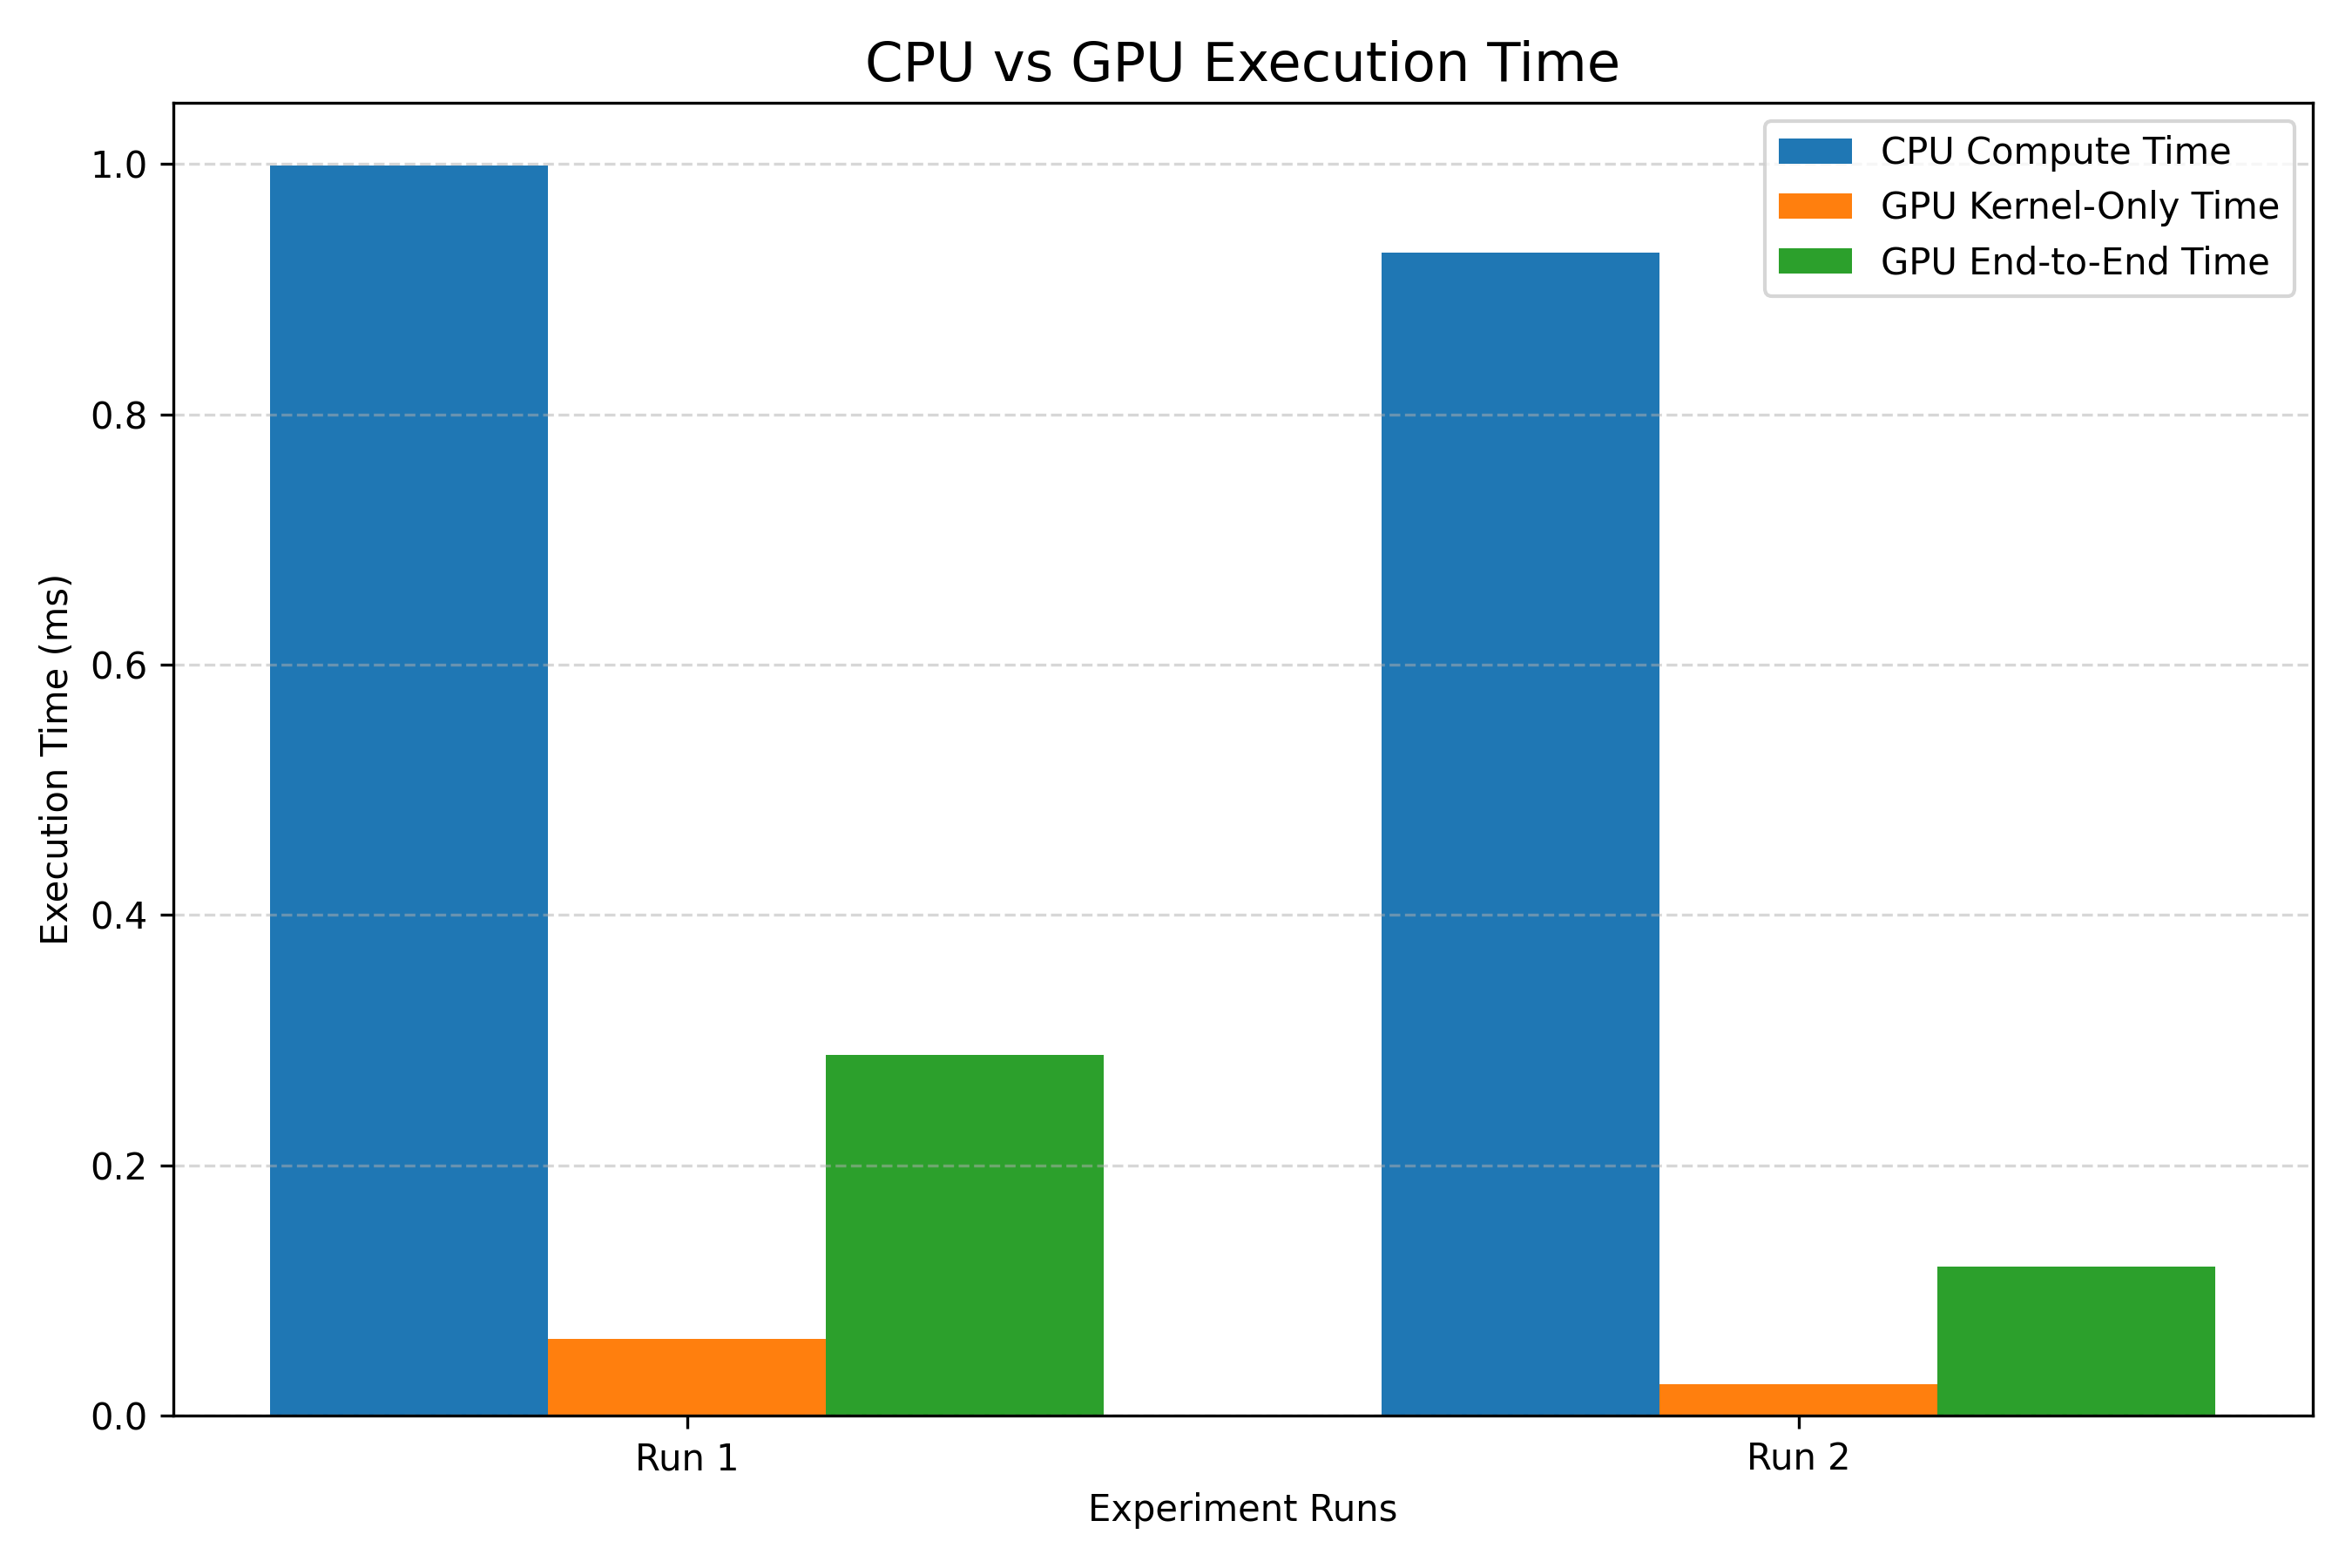 CPU vs GPU Execution Time
CPU Compute Time
GPU Kernel-Only Time
GPU End-to-End Time
Execution Time (ms)
1.0
0.8
0.6
0.4
0.2
0.0
Run 1
Run 2
Experiment Runs